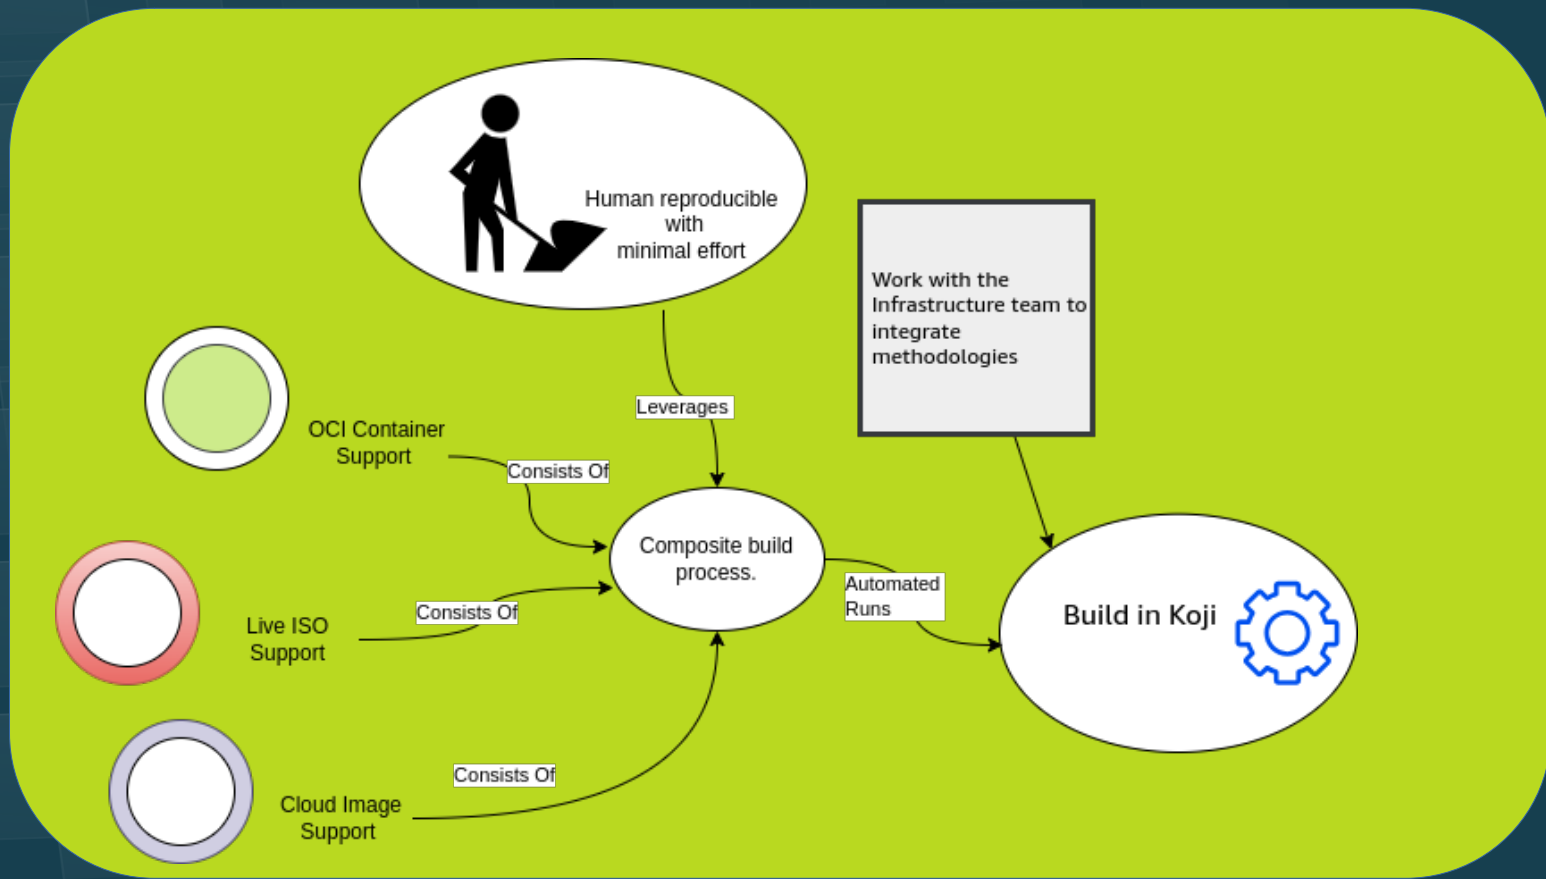 Human reproducible
with
minimal effort
Work with the
Infrastructure team to
integrate
methodologies
Leverages
OCI Container
Support
Consists Of
Composite build
process.
Automated
Runs
Build in Koji
Live ISO
Support
Consists Of
Cloud Image
Support
Consists Of